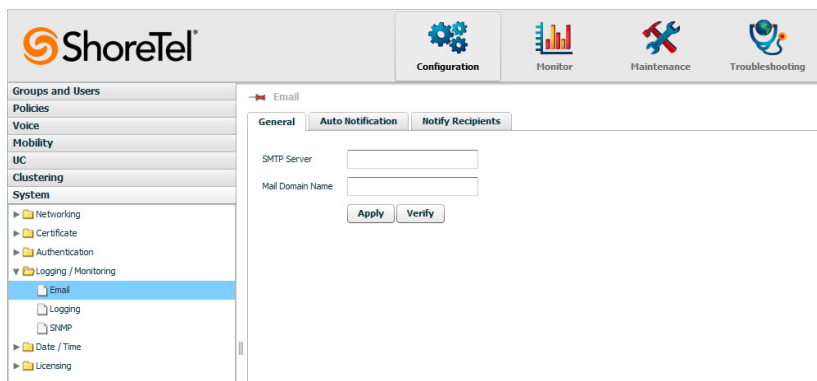 ShoreTel
Configuration
Monitor
Maintenance
Troubleshooting
Groups and Users
Policies
Voice
Mobility
UC
Clustering
System
Networking
Certificate
Authentication
Logging / Monitoring
Email
Logging
SNMP
Date / Time
Licensing
Email
General
Auto Notification
Notify Recipients
SMTP Server
Mail Domain Name
Apply
Verify